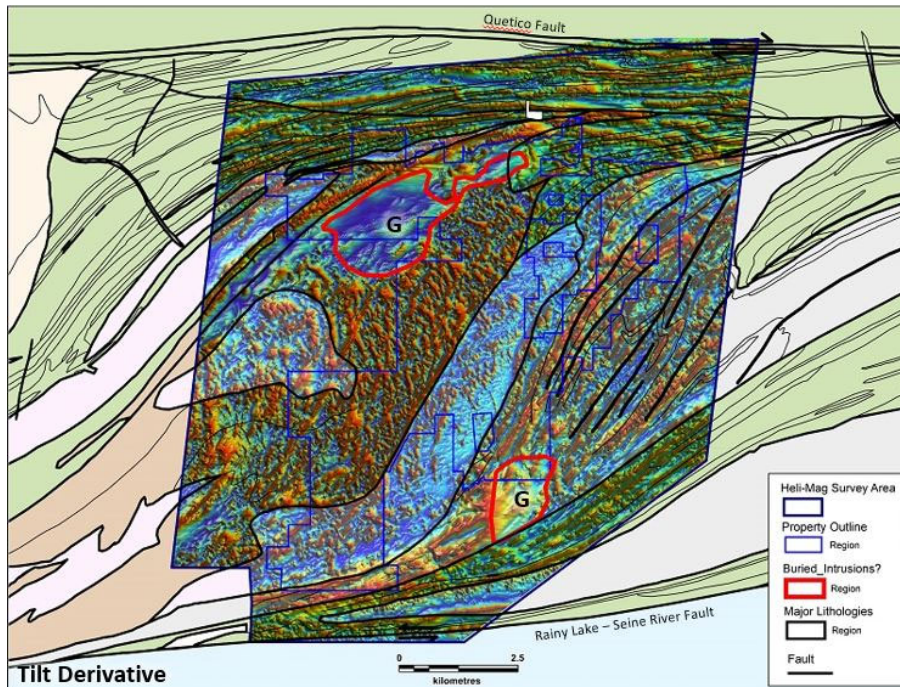 Quetico Fault
G
G
Heli-Mag Survey Area
Property Outline
Region
Buried_Intrusions?
Region
Major Lithologies
Region
Fault
Rainy Lake – Seine River Fault
Tilt Derivative
0 2.5
kilometres